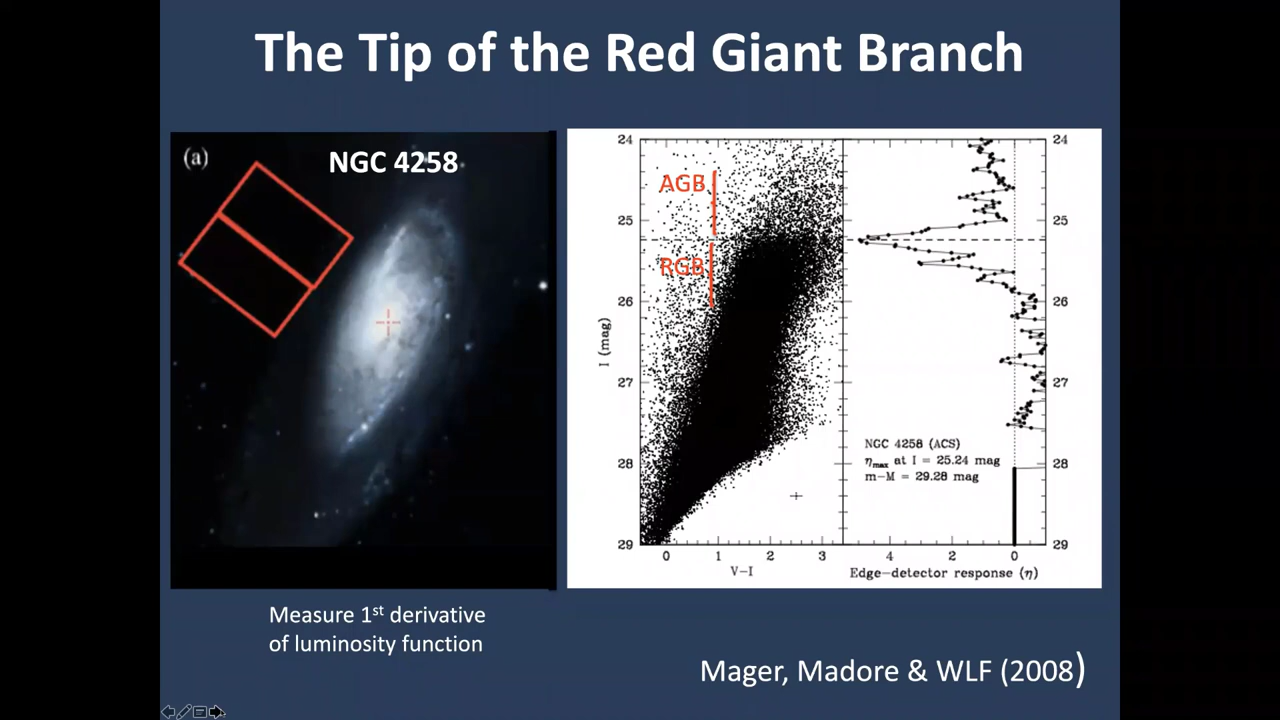 The Tip of the Red Giant Branch
(a)
NGC 4258
Measure 1st derivative
of luminosity function
24
25
26
27
28
29
I (mag)
AGB
RGB
0 1 2 3
V-I
NGC 4258 (ACS)
ηmax at I = 25.24 mag
m-M = 29.28 mag
4 2 0
Edge-detector response (η)
24
25
26
27
28
29
Mager, Madore & WLF (2008)